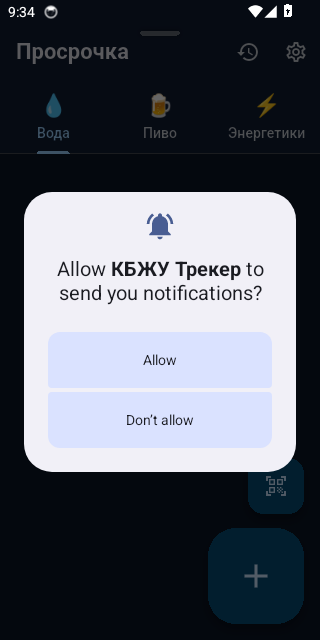 9:34
Просрочка
Вода
Пиво
Энергетики
Allow КБЖУ Трекер to
send you notifications?
Allow
Don't allow